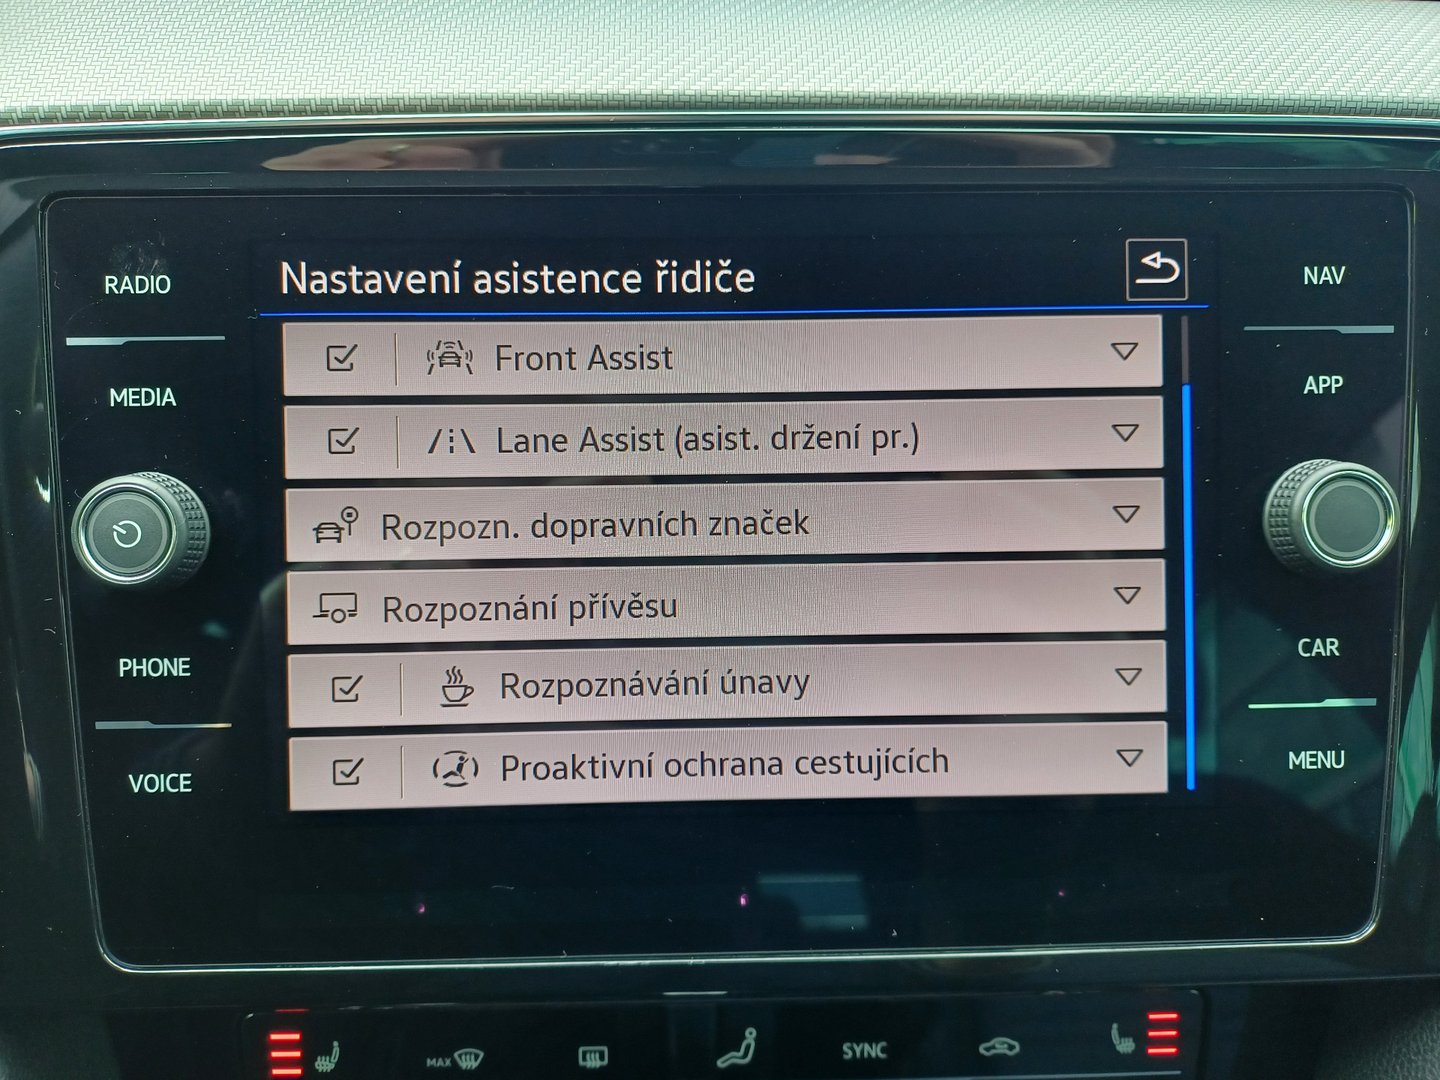 Nastavení asistence řidiče
RADIO
MEDIA
PHONE
VOICE
Front Assist
Lane Assist (asist. držení pr.)
Rozpozn. dopravních značek
Rozpoznání přívěsu
Rozpoznávání únavy
Proaktivní ochrana cestujících
NAV
APP
CAR
MENU
MAX
SYNC